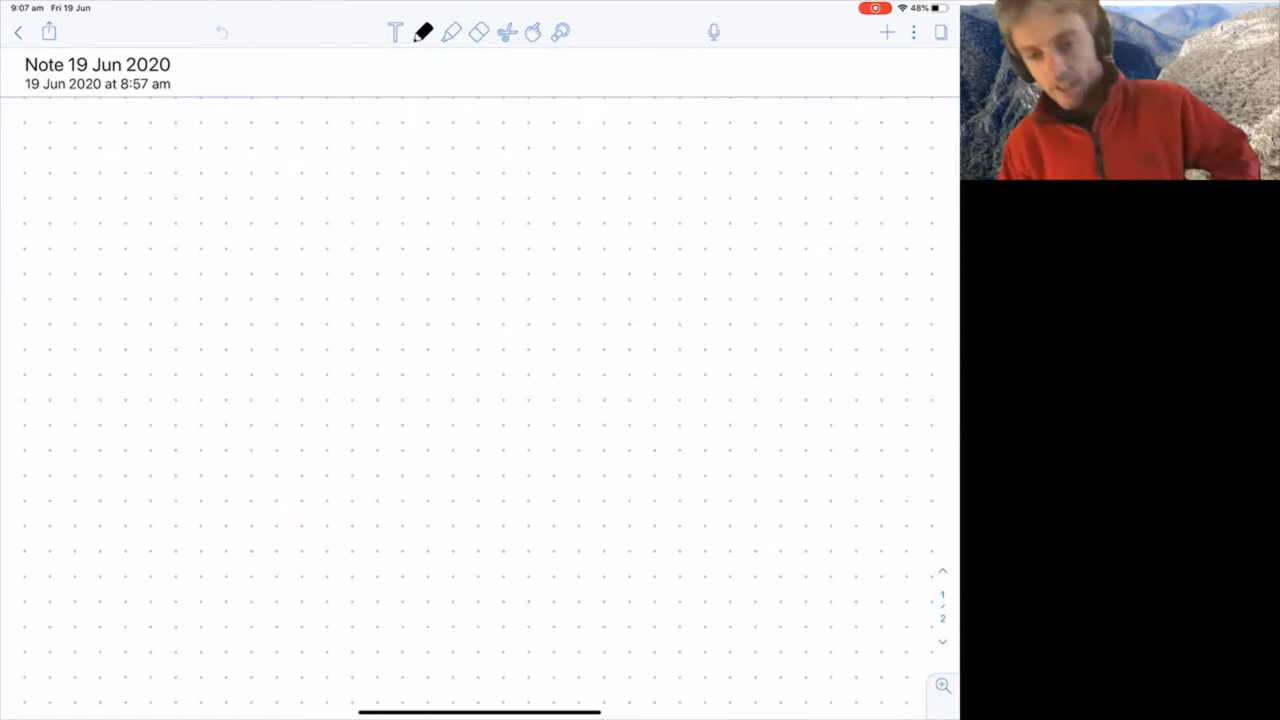 9:07 am Fri 19 Jun
48%
T
Note 19 Jun 2020
19 Jun 2020 at 8:57 am
1
2